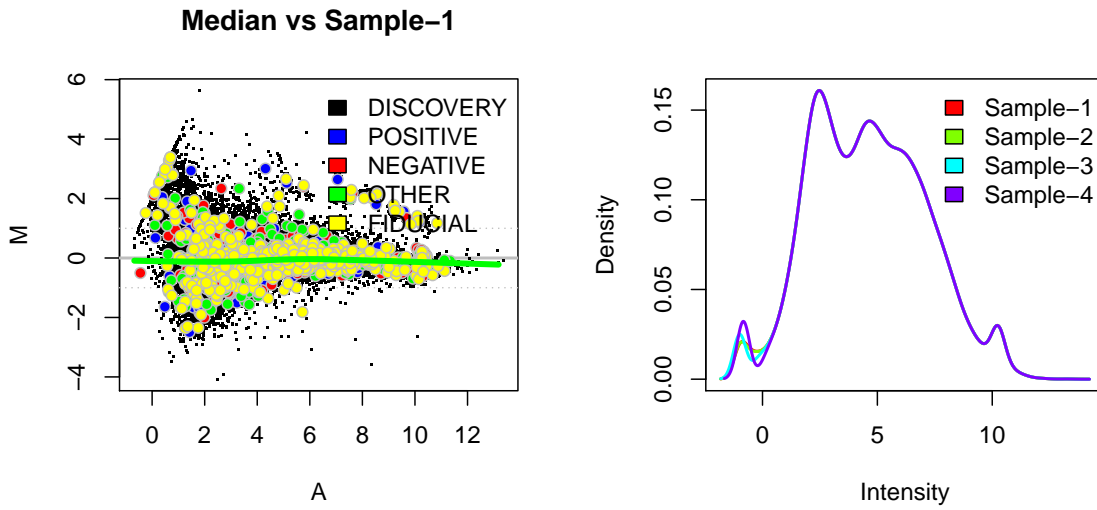 Median vs Sample−1
6
4
2
0
−2
−4
M
0 2 4 6 8 10 12
A
DISCOVERY
POSITIVE
NEGATIVE
OTHER
FIDUCIAL
0.15
0.10
0.05
0.00
Density
0 5 10
Intensity
Sample−1
Sample−2
Sample−3
Sample−4